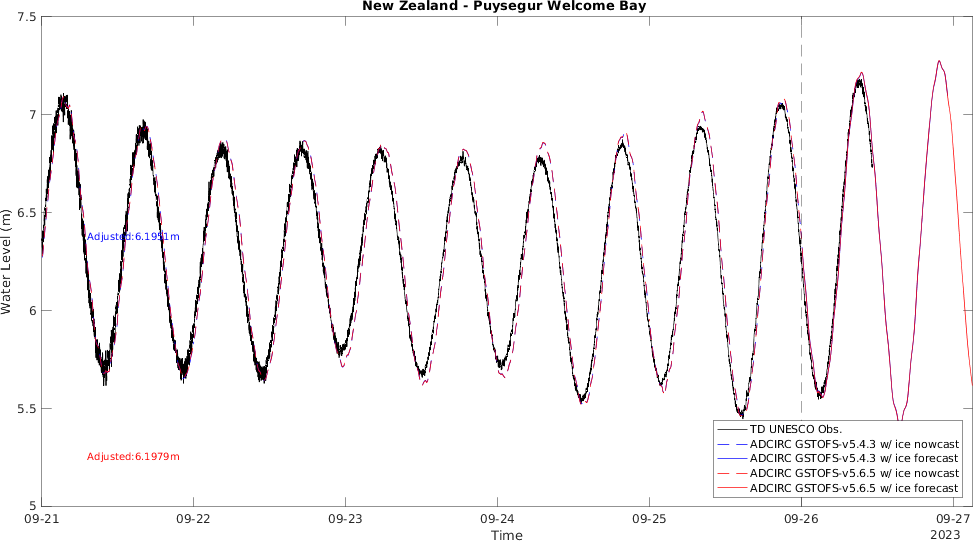 New Zealand - Puysegur Welcome Bay
7.5
7
6.5
6
5.5
5
Water Level (m)
Adjusted:6.1951m
Adjusted:6.1979m
TD UNESCO Obs.
ADCIRC GSTOFS-v5.4.3 w/ ice nowcast
ADCIRC GSTOFS-v5.4.3 w/ ice forecast
ADCIRC GSTOFS-v5.6.5 w/ ice nowcast
ADCIRC GSTOFS-v5.6.5 w/ ice forecast
09-21 09-22 09-23 09-24 09-25 09-26 09-27
Time
2023